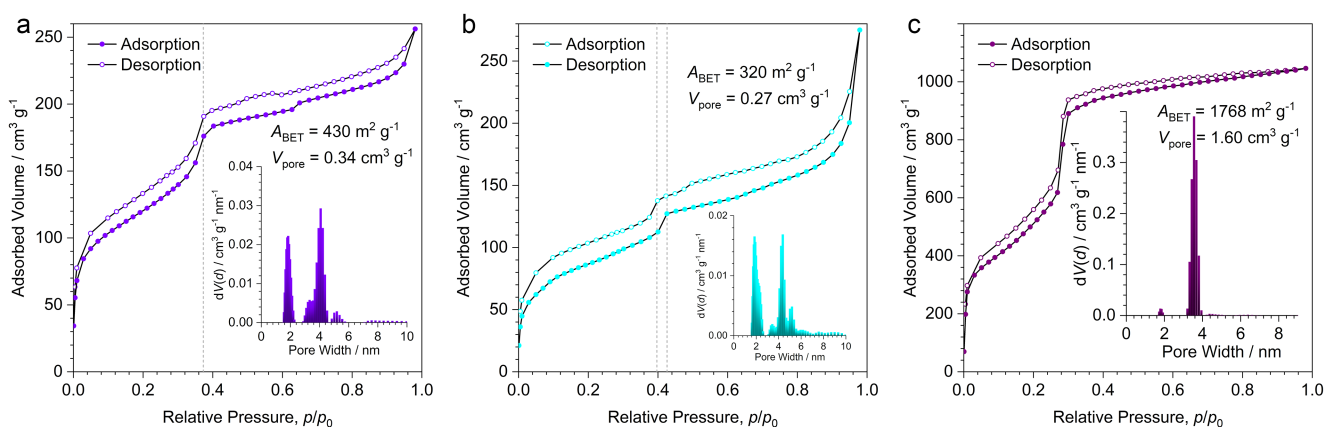 a
Adsorption
Desorption
A_BET = 430 m² g⁻¹
V_pore = 0.34 cm³ g⁻¹
Adsorbed Volume / cm³ g⁻¹
250
200
150
100
50
0
0.0 0.2 0.4 0.6 0.8 1.0
Relative Pressure, p/p₀
dV(d) / cm³ g⁻¹ nm⁻¹
0.04
0.03
0.02
0.01
0.00
0 2 4 6 8 10
Pore Width / nm
b
Adsorption
Desorption
A_BET = 320 m² g⁻¹
V_pore = 0.27 cm³ g⁻¹
Adsorbed Volume / cm³ g⁻¹
250
200
150
100
50
0
0.0 0.2 0.4 0.6 0.8 1.0
Relative Pressure, p/p₀
dV(d) / cm³ g⁻¹ nm⁻¹
0.02
0.01
0.00
0 2 4 6 8 10
Pore Width / nm
c
Adsorption
Desorption
A_BET = 1768 m² g⁻¹
V_pore = 1.60 cm³ g⁻¹
Adsorbed Volume / cm³ g⁻¹
1000
800
600
400
200
0
0.0 0.2 0.4 0.6 0.8 1.0
Relative Pressure, p/p₀
dV(d) / cm³ g⁻¹ nm⁻¹
0.3
0.2
0.1
0.0
0 2 4 6 8
Pore Width / nm